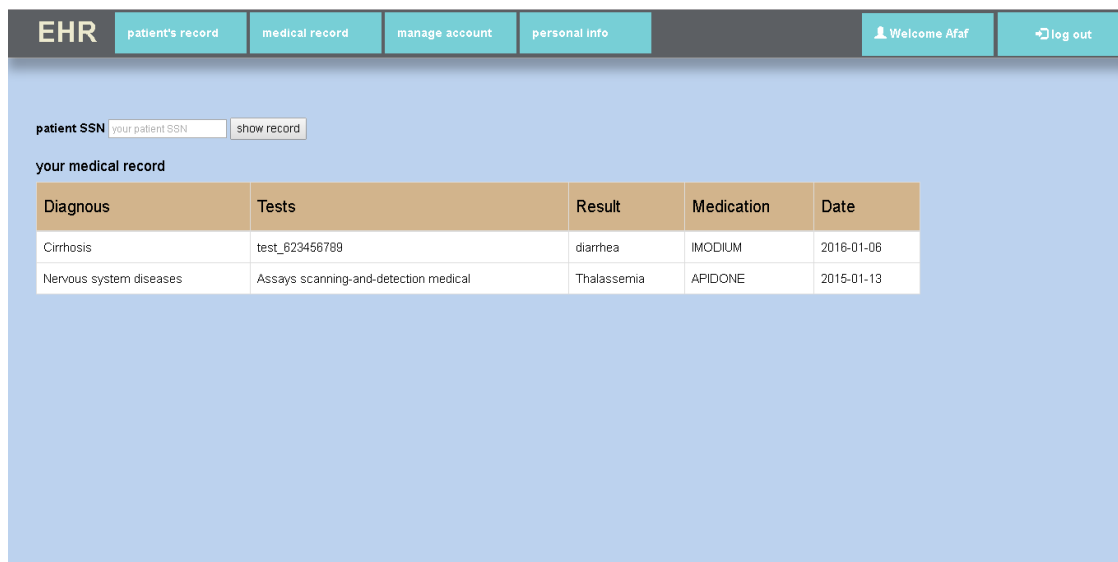 EHR patient's record medical record manage account personal info Welcome Afaf log out
patient SSN your patient SSN show record
your medical record
Diagnous Tests Result Medication Date
Cirrhosis test_623456789 diarrhea IMODIUM 2016-01-06
Nervous system diseases Assays scanning-and-detection medical Thalassemia APIDONE 2015-01-13